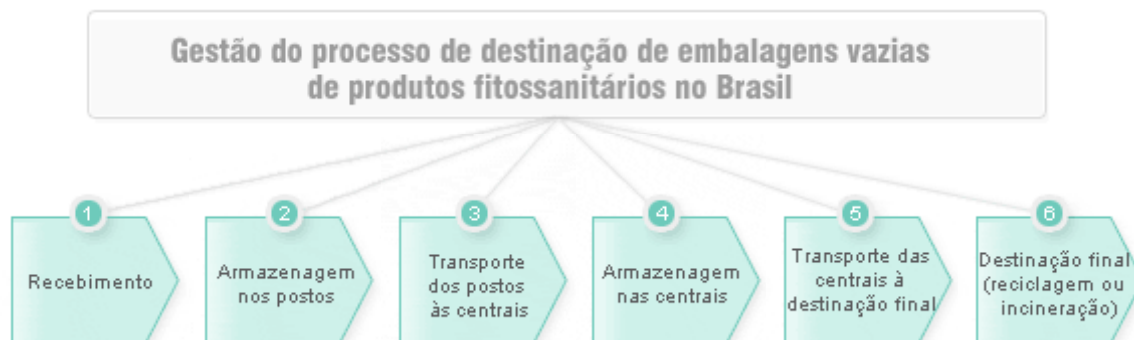 Gestão do processo de destinação de embalagens vazias
de produtos fitossanitários no Brasil
1
Recebimento
2
Armazenagem
nos postos
3
Transporte
dos postos
às centrais
4
Armazenagem
nas centrais
5
Transporte das
centrais à
destinação final
6
Destinação final
(reciclagem ou
incineração)